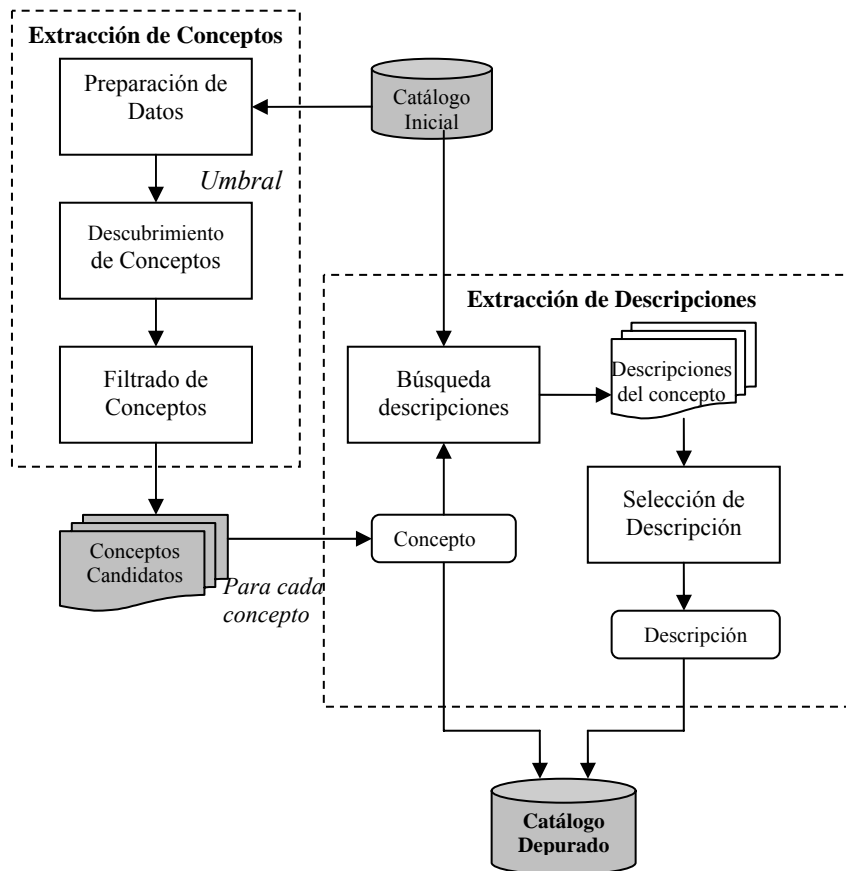 Extracción de Conceptos
Preparación de
Datos
Catálogo
Inicial
Umbral
Descubrimiento
de Conceptos
Extracción de Descripciones
Filtrado de
Conceptos
Búsqueda
descripciones
Descripciones
del concepto
Selección de
Descripción
Conceptos
Candidatos
Concepto
Para cada
concepto
Descripción
Catálogo
Depurado